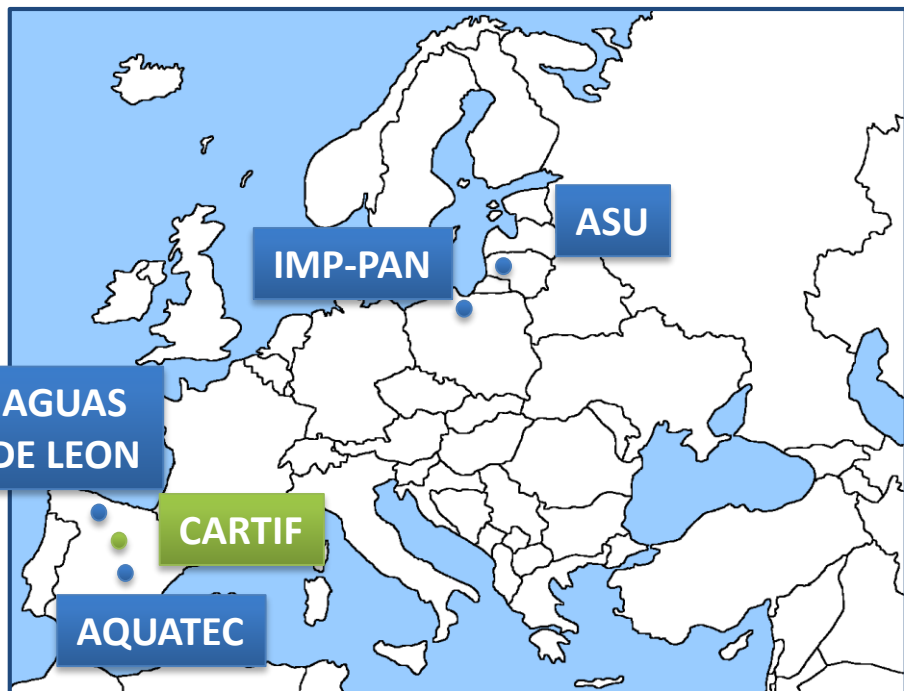 ASU
IMP-PAN
AGUAS
DE LEON
CARTIF
AQUATEC